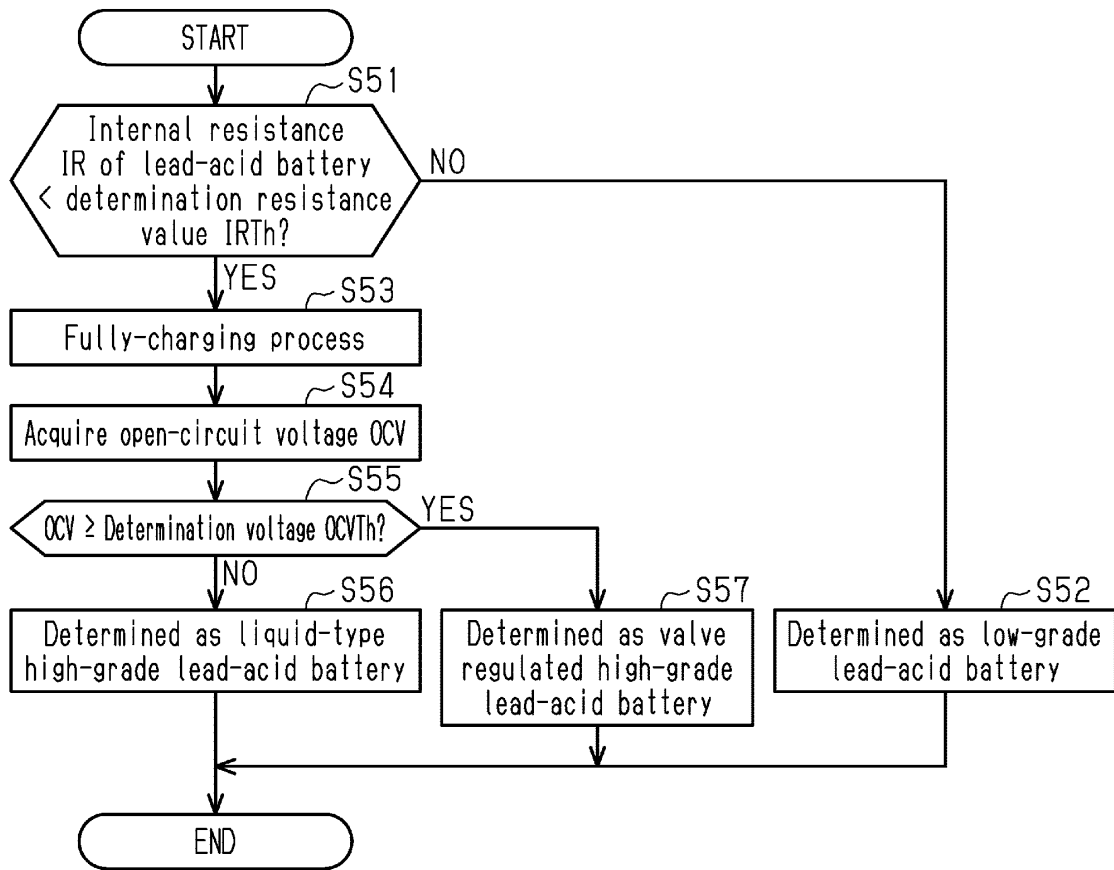 START
S51
Internal resistance
IR of lead-acid battery
< determination resistance
value IRTh?
NO
YES
S53
Fully-charging process
S54
Acquire open-circuit voltage OCV
S55
OCV ≥ Determination voltage OCVTh?
YES
NO
S56
Determined as liquid-type
high-grade lead-acid battery
S57
Determined as valve
regulated high-grade
lead-acid battery
S52
Determined as low-grade
lead-acid battery
END